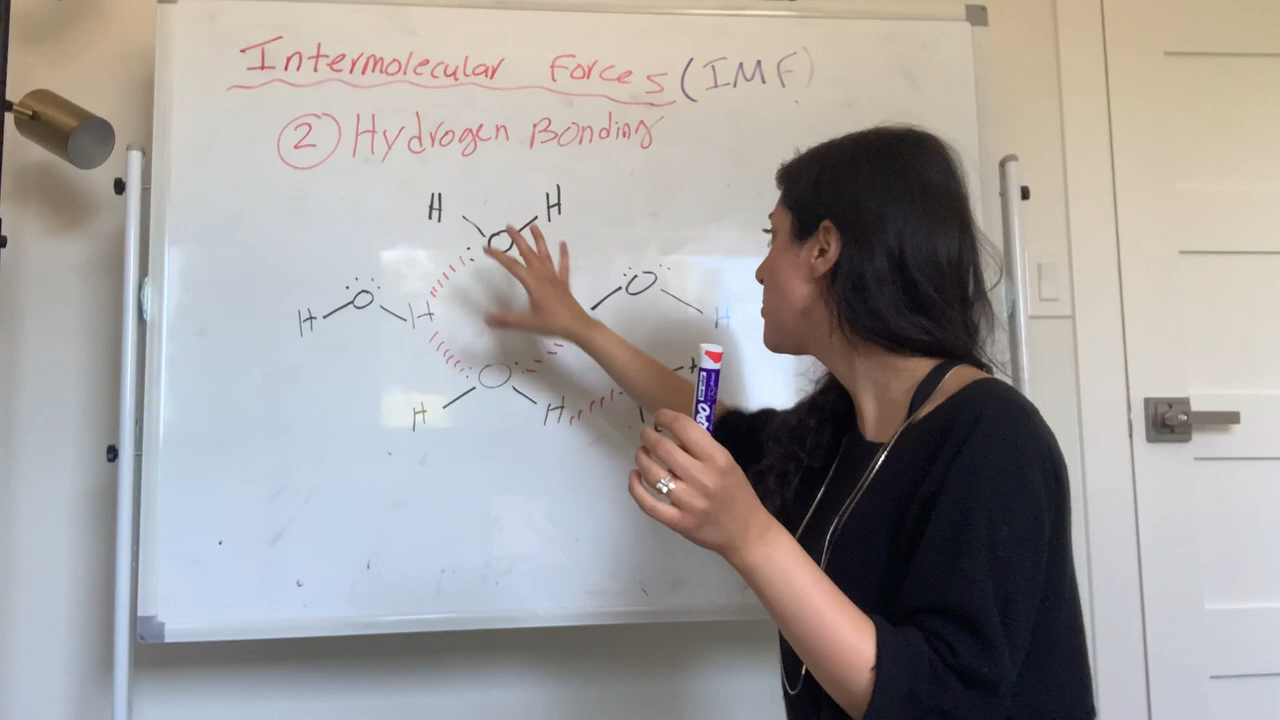 Intermolecular Forces (IMF)
② Hydrogen Bonding
H H
O
O
O
H H
H
O
H H